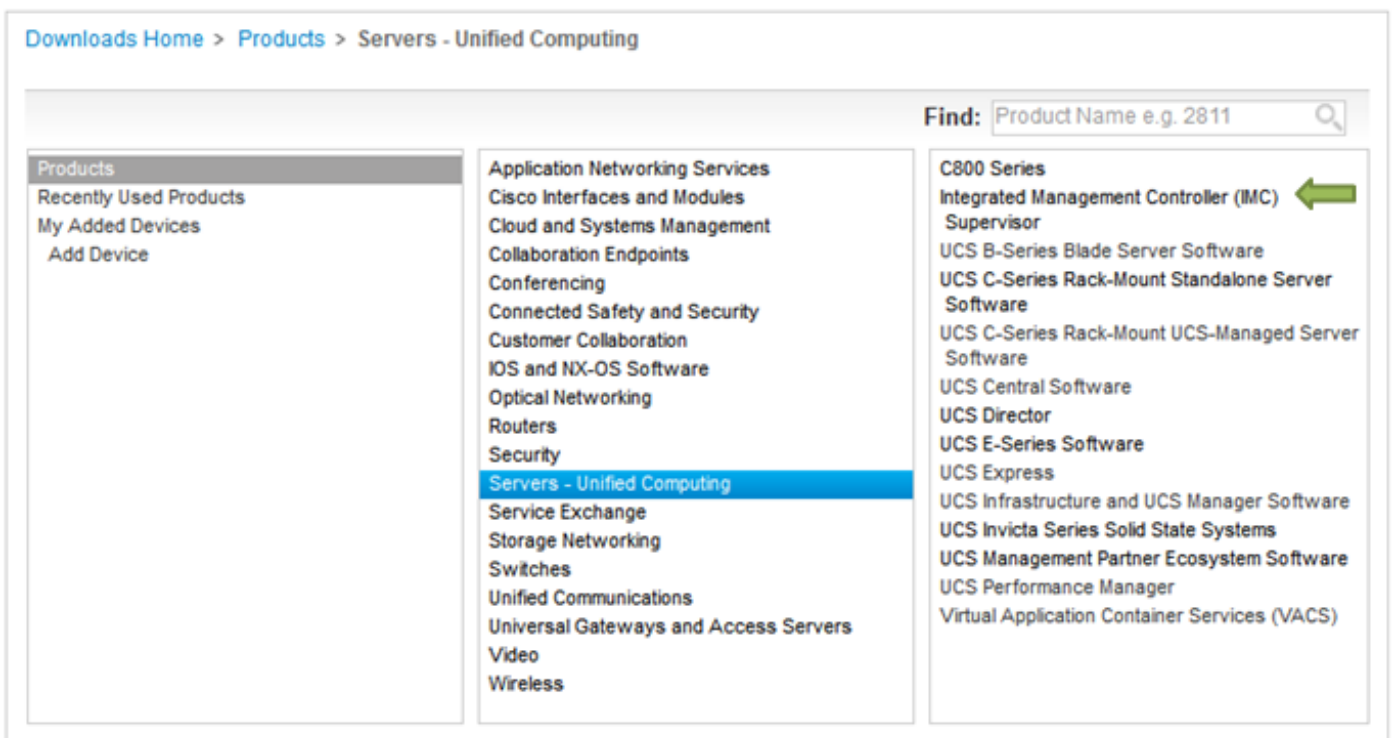 Downloads Home > Products > Servers - Unified Computing
Find: Product Name e.g. 2811
Products
Recently Used Products
My Added Devices
Add Device
Application Networking Services
Cisco Interfaces and Modules
Cloud and Systems Management
Collaboration Endpoints
Conferencing
Connected Safety and Security
Customer Collaboration
IOS and NX-OS Software
Optical Networking
Routers
Security
Servers - Unified Computing
Service Exchange
Storage Networking
Switches
Unified Communications
Universal Gateways and Access Servers
Video
Wireless
C800 Series
Integrated Management Controller (IMC)
Supervisor
UCS B-Series Blade Server Software
UCS C-Series Rack-Mount Standalone Server
Software
UCS C-Series Rack-Mount UCS-Managed Server
Software
UCS Central Software
UCS Director
UCS E-Series Software
UCS Express
UCS Infrastructure and UCS Manager Software
UCS Invicta Series Solid State Systems
UCS Management Partner Ecosystem Software
UCS Performance Manager
Virtual Application Container Services (VACS)